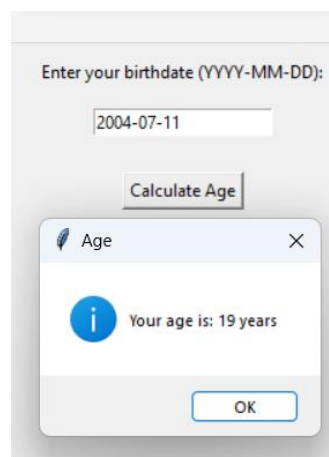 Enter your birthdate (YYYY-MM-DD):
2004-07-11
Calculate Age
Age
Your age is: 19 years
OK